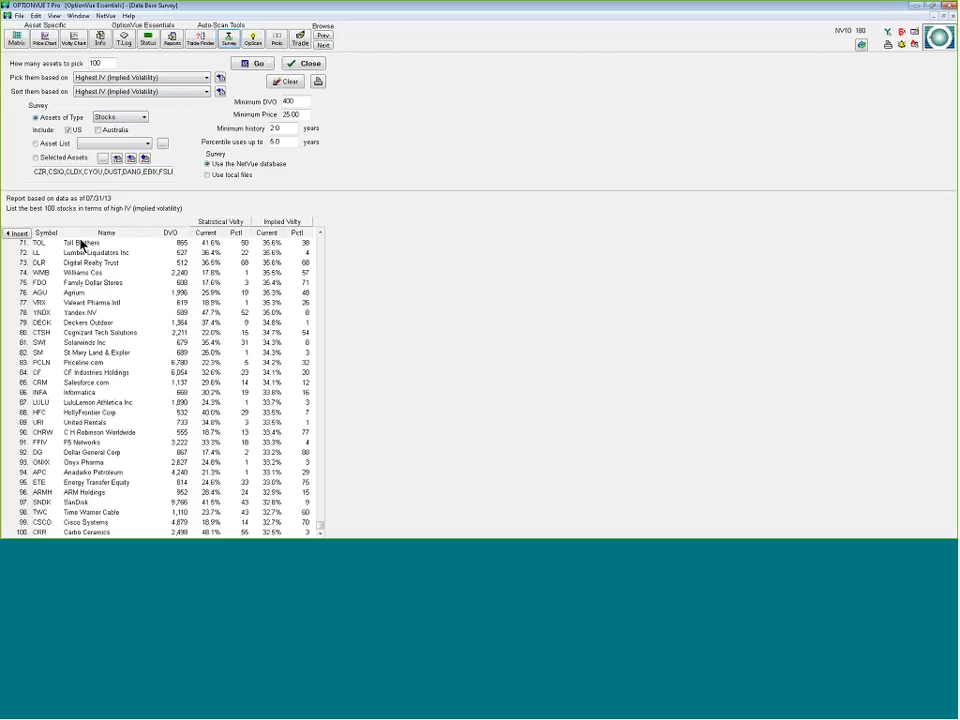 OPTIONVUE 7 Pro [OptionVue Essentials] - [Data Base Survey]
File Edit View Window NetVue Help
Asset Specific OptionVue Essentials Auto-Scan Tools Browse
Matrix Price Chart Volty Chart Info T.Log Status Reports Trade Finder Survey OpScan Prob. Trade Prev Next
NV10 180
How many assets to pick 100 Go Close
Pick them based on Highest IV (Implied Volatility)
Clear
Sort them based on Highest IV (Implied Volatility)
Survey
Assets of Type Stocks
Include: US Australia
Asset List ...
Selected Assets ...
CZR,CSIQ,CLDX,CYOU,DUST,DANG,EBIX,FSLI
Minimum DVO 400
Minimum Price 25.00
Minimum history 2.0 years
Percentile uses up to 5.0 years
Survey
Use the NetVue database
Use local files
Report based on data as of 07/31/13
List the best 100 stocks in terms of high IV (implied volatility)
Statistical Volty Implied Volty
Insert Symbol Name DVO Current Pctl Current Pctl
71. TOL Toll Brothers 865 41.6% 50 35.6% 38
72. LL Lumber Liquidators Inc 527 36.4% 22 35.6% 4
73. DLR Digital Realty Trust 512 36.5% 68 35.6% 68
74. WMB Williams Cos 2,240 17.8% 1 35.5% 57
75. FDO Family Dollar Stores 608 17.6% 3 35.4% 71
76. AGU Agrium 1,996 25.9% 19 35.3% 48
77. VRX Valeant Pharma Intl 619 18.9% 1 35.3% 26
78. YNDX Yandex NV 589 47.7% 52 35.0% 8
79. DECK Deckers Outdoor 1,364 37.4% 9 34.8% 1
80. CTSH Cognizant Tech Solutions 2,211 22.0% 15 34.7% 54
81. SWI Solarwinds Inc 679 35.4% 31 34.3% 8
82. SM St Mary Land & Explor 689 26.0% 1 34.3% 3
83. PCLN Priceline.com 6,780 22.3% 5 34.2% 32
84. CF CF Industries Holdings 6,054 32.6% 23 34.1% 20
85. CRM Salesforce.com 1,137 29.6% 14 34.1% 12
86. INFA Informatica 668 30.2% 19 33.8% 16
87. LULU LuluLemon Athletica Inc 1,890 24.3% 1 33.7% 3
88. HFC HollyFrontier Corp 532 40.0% 29 33.5% 7
89. URI United Rentals 733 34.8% 3 33.5% 1
90. CHRW C H Robinson Worldwide 555 18.7% 13 33.4% 77
91. FFIV F5 Networks 3,222 33.3% 18 33.3% 4
92. DG Dollar General Corp 867 17.4% 2 33.2% 88
93. ONXX Onyx Pharma 2,627 24.6% 1 33.2% 3
94. APC Anadarko Petroleum 4,240 21.3% 1 33.1% 29
95. ETE Energy Transfer Equity 814 24.6% 33 33.0% 75
96. ARMH ARM Holdings 952 28.4% 24 32.9% 15
97. SNDK SanDisk 9,766 41.5% 43 32.8% 9
98. TWC Time Warner Cable 1,110 23.7% 43 32.7% 60
99. CSCO Cisco Systems 4,879 18.9% 14 32.7% 70
100. CRR Carbo Ceramics 2,498 48.1% 55 32.5% 3